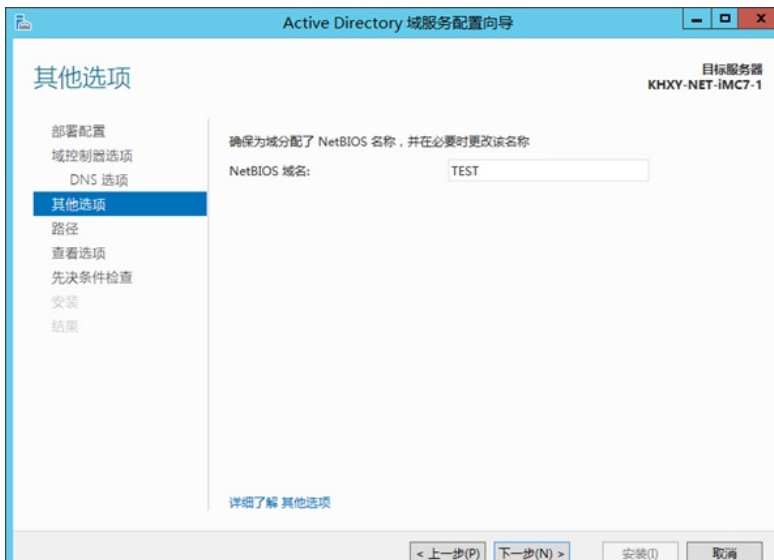 Active Directory 域服务配置向导
其他选项
目标服务器
KHXY-NET-iMC7-1
部署配置
域控制器选项
DNS 选项
其他选项
路径
查看选项
先决条件检查
安装
结果
确保为域分配了 NetBIOS 名称，并在必要时更改该名称
NetBIOS 域名: TEST
详细了解 其他选项
< 上一步(P) 下一步(N) > 安装(I) 取消